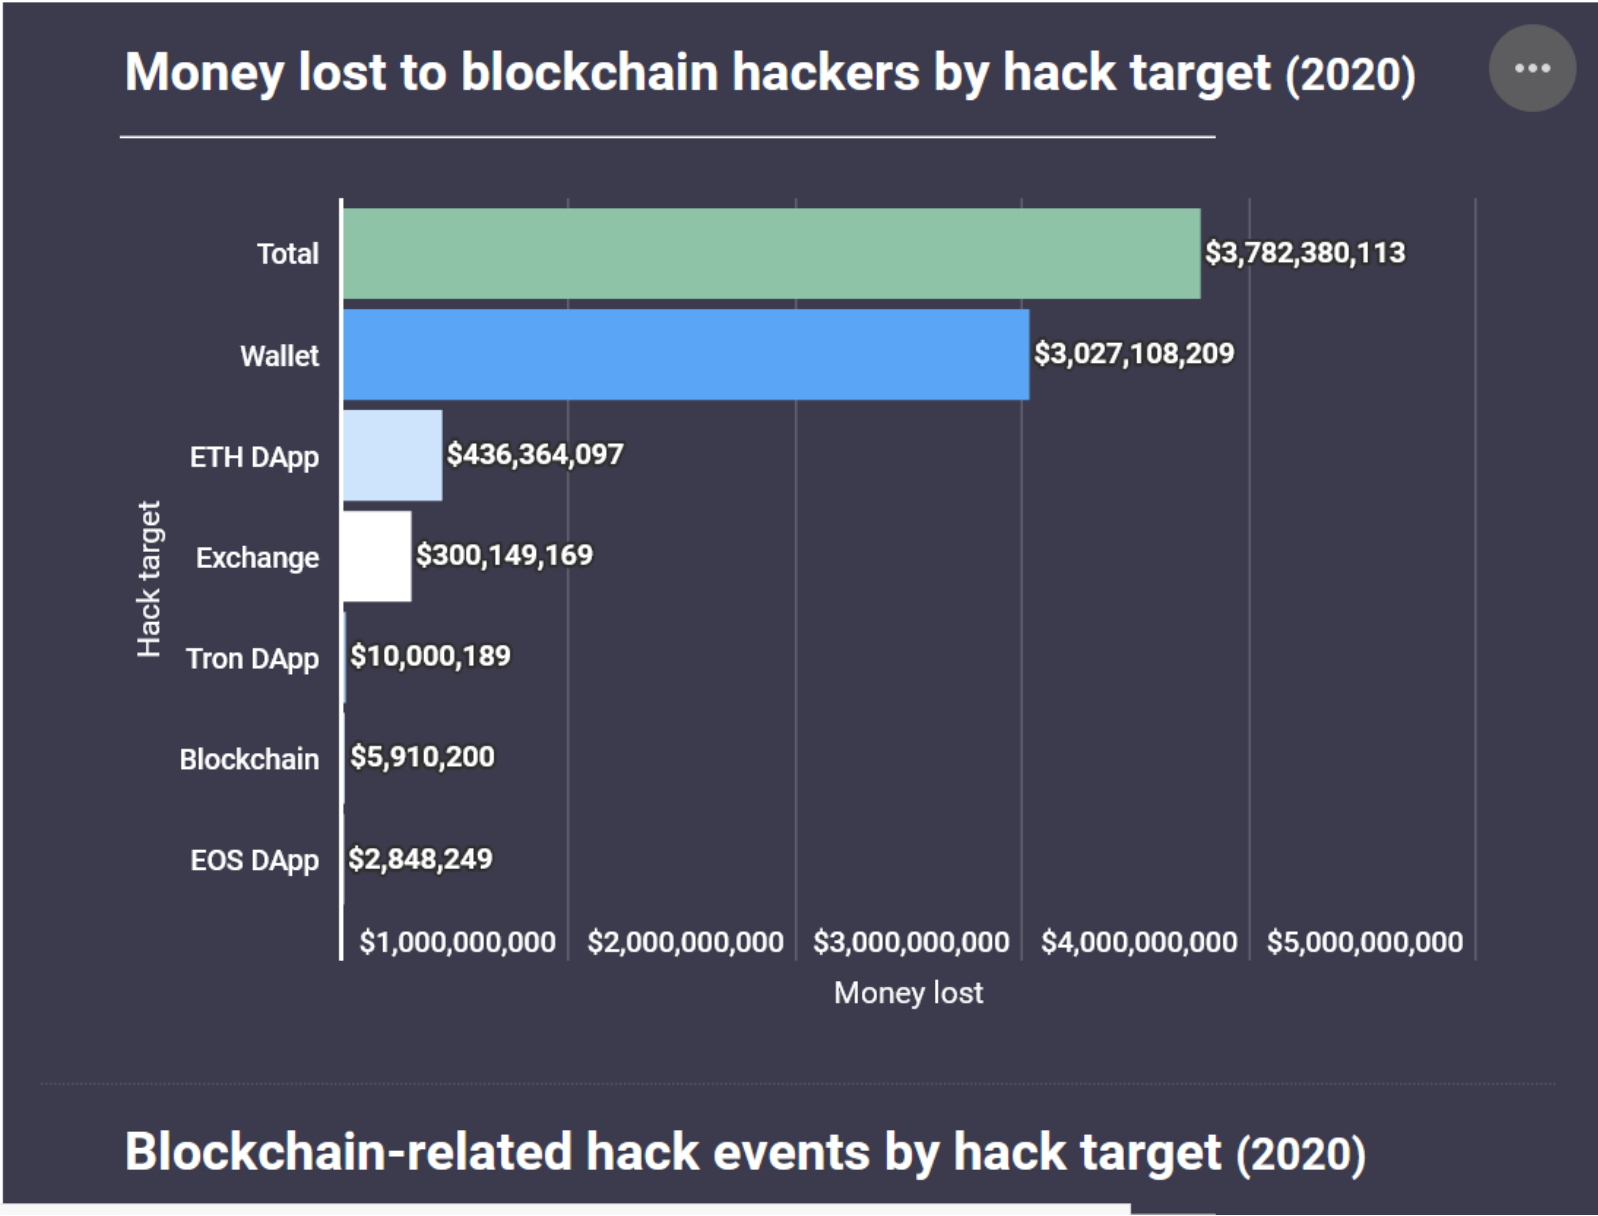 Money lost to blockchain hackers by hack target (2020)
Total
$3,782,380,113
Wallet
$3,027,108,209
ETH DApp
$436,364,097
Exchange
$300,149,169
Tron DApp
$10,000,189
Blockchain
$5,910,200
EOS DApp
$2,848,249
Hack target
$1,000,000,000
$2,000,000,000
$3,000,000,000
$4,000,000,000
$5,000,000,000
Money lost
Blockchain-related hack events by hack target (2020)